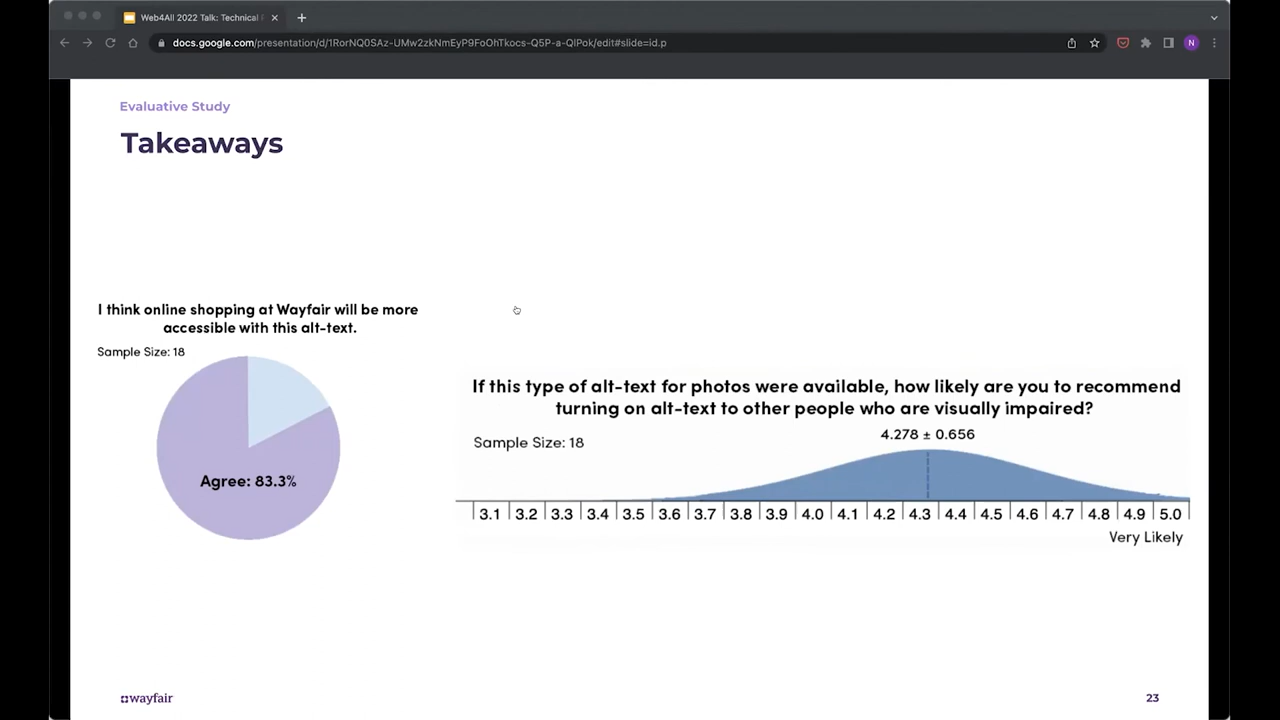 Web4All 2022 Talk: Technical
docs.google.com/presentation/d/1RorNQ0SAz-UMw2zkNmEyP9FoOhTkocs-Q5P-a-QlPok/edit#slide=id.p
N
Evaluative Study
Takeaways
I think online shopping at Wayfair will be more
accessible with this alt-text.
Sample Size: 18
Agree: 83.3%
If this type of alt-text for photos were available, how likely are you to recommend
turning on alt-text to other people who are visually impaired?
4.278 ± 0.656
Sample Size: 18
3.1 3.2 3.3 3.4 3.5 3.6 3.7 3.8 3.9 4.0 4.1 4.2 4.3 4.4 4.5 4.6 4.7 4.8 4.9 5.0
Very Likely
wayfair
23